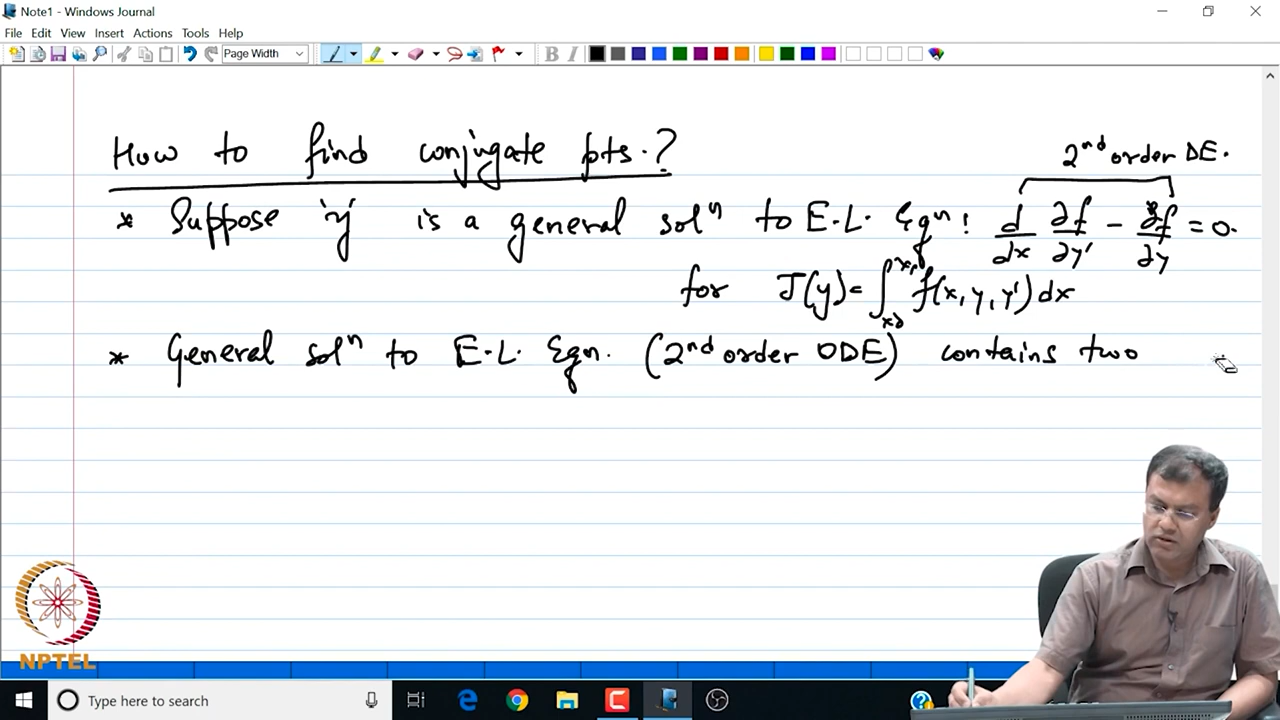 Note1 - Windows Journal
File Edit View Insert Actions Tools Help
Page Width B I
How to find conjugate pts.?
2nd order DE.
* Suppose 'y' is a general solⁿ to E.L. Eqⁿ: d/dx ∂f/∂y' - ∂f/∂y = 0.
for J(y) = ∫_{x₀}^{x₁} f(x, y, y') dx
* General solⁿ to E.L. Eqn. (2nd order ODE) contains two
NPTEL
Type here to search